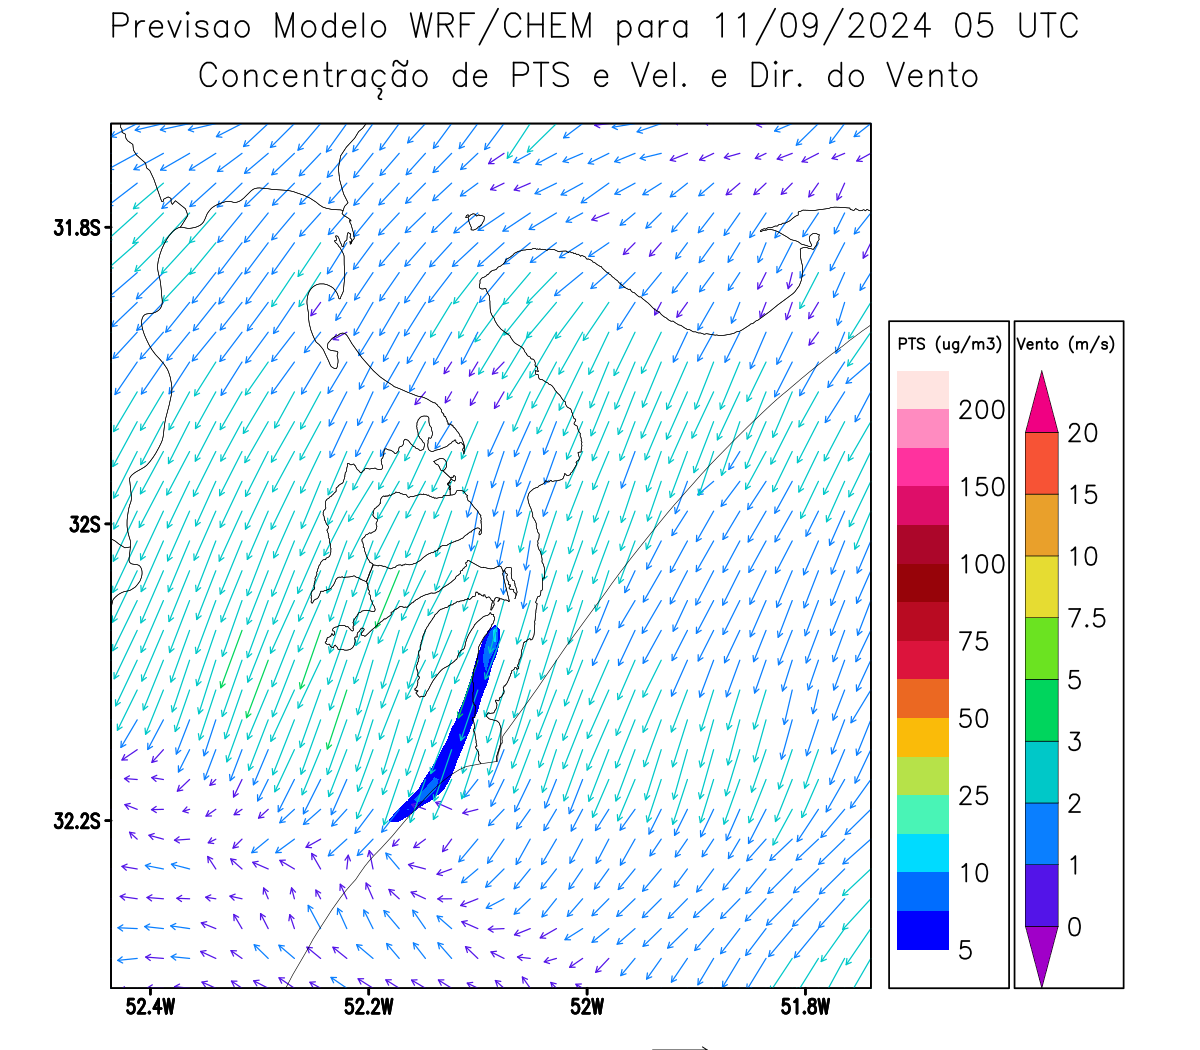 Previsao Modelo WRF/CHEM para 11/09/2024 05 UTC
Concentração de PTS e Vel. e Dir. do Vento
31.8S
32S
32.2S
52.4W
52.2W
52W
51.8W
PTS (ug/m3)
200
150
100
75
50
25
10
5
Vento (m/s)
20
15
10
7.5
5
3
2
1
0